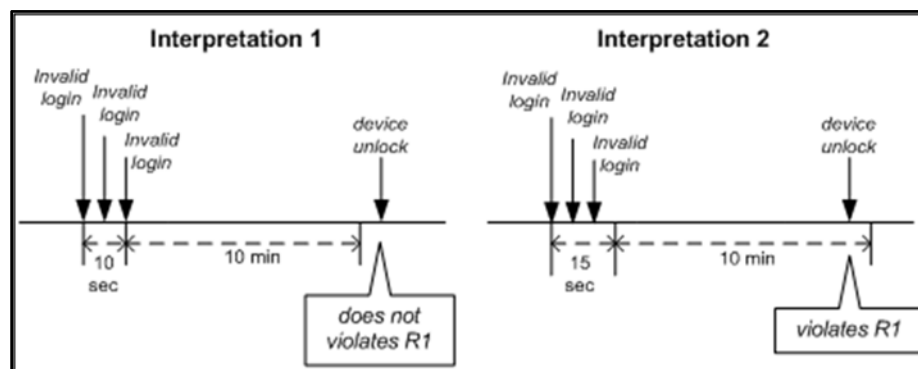 Interpretation 1
Invalid
login
Invalid
login
Invalid
login
device
unlock
10
sec
10 min
does not
violates R1
Interpretation 2
Invalid
login
Invalid
login
Invalid
login
device
unlock
15
sec
10 min
violates R1